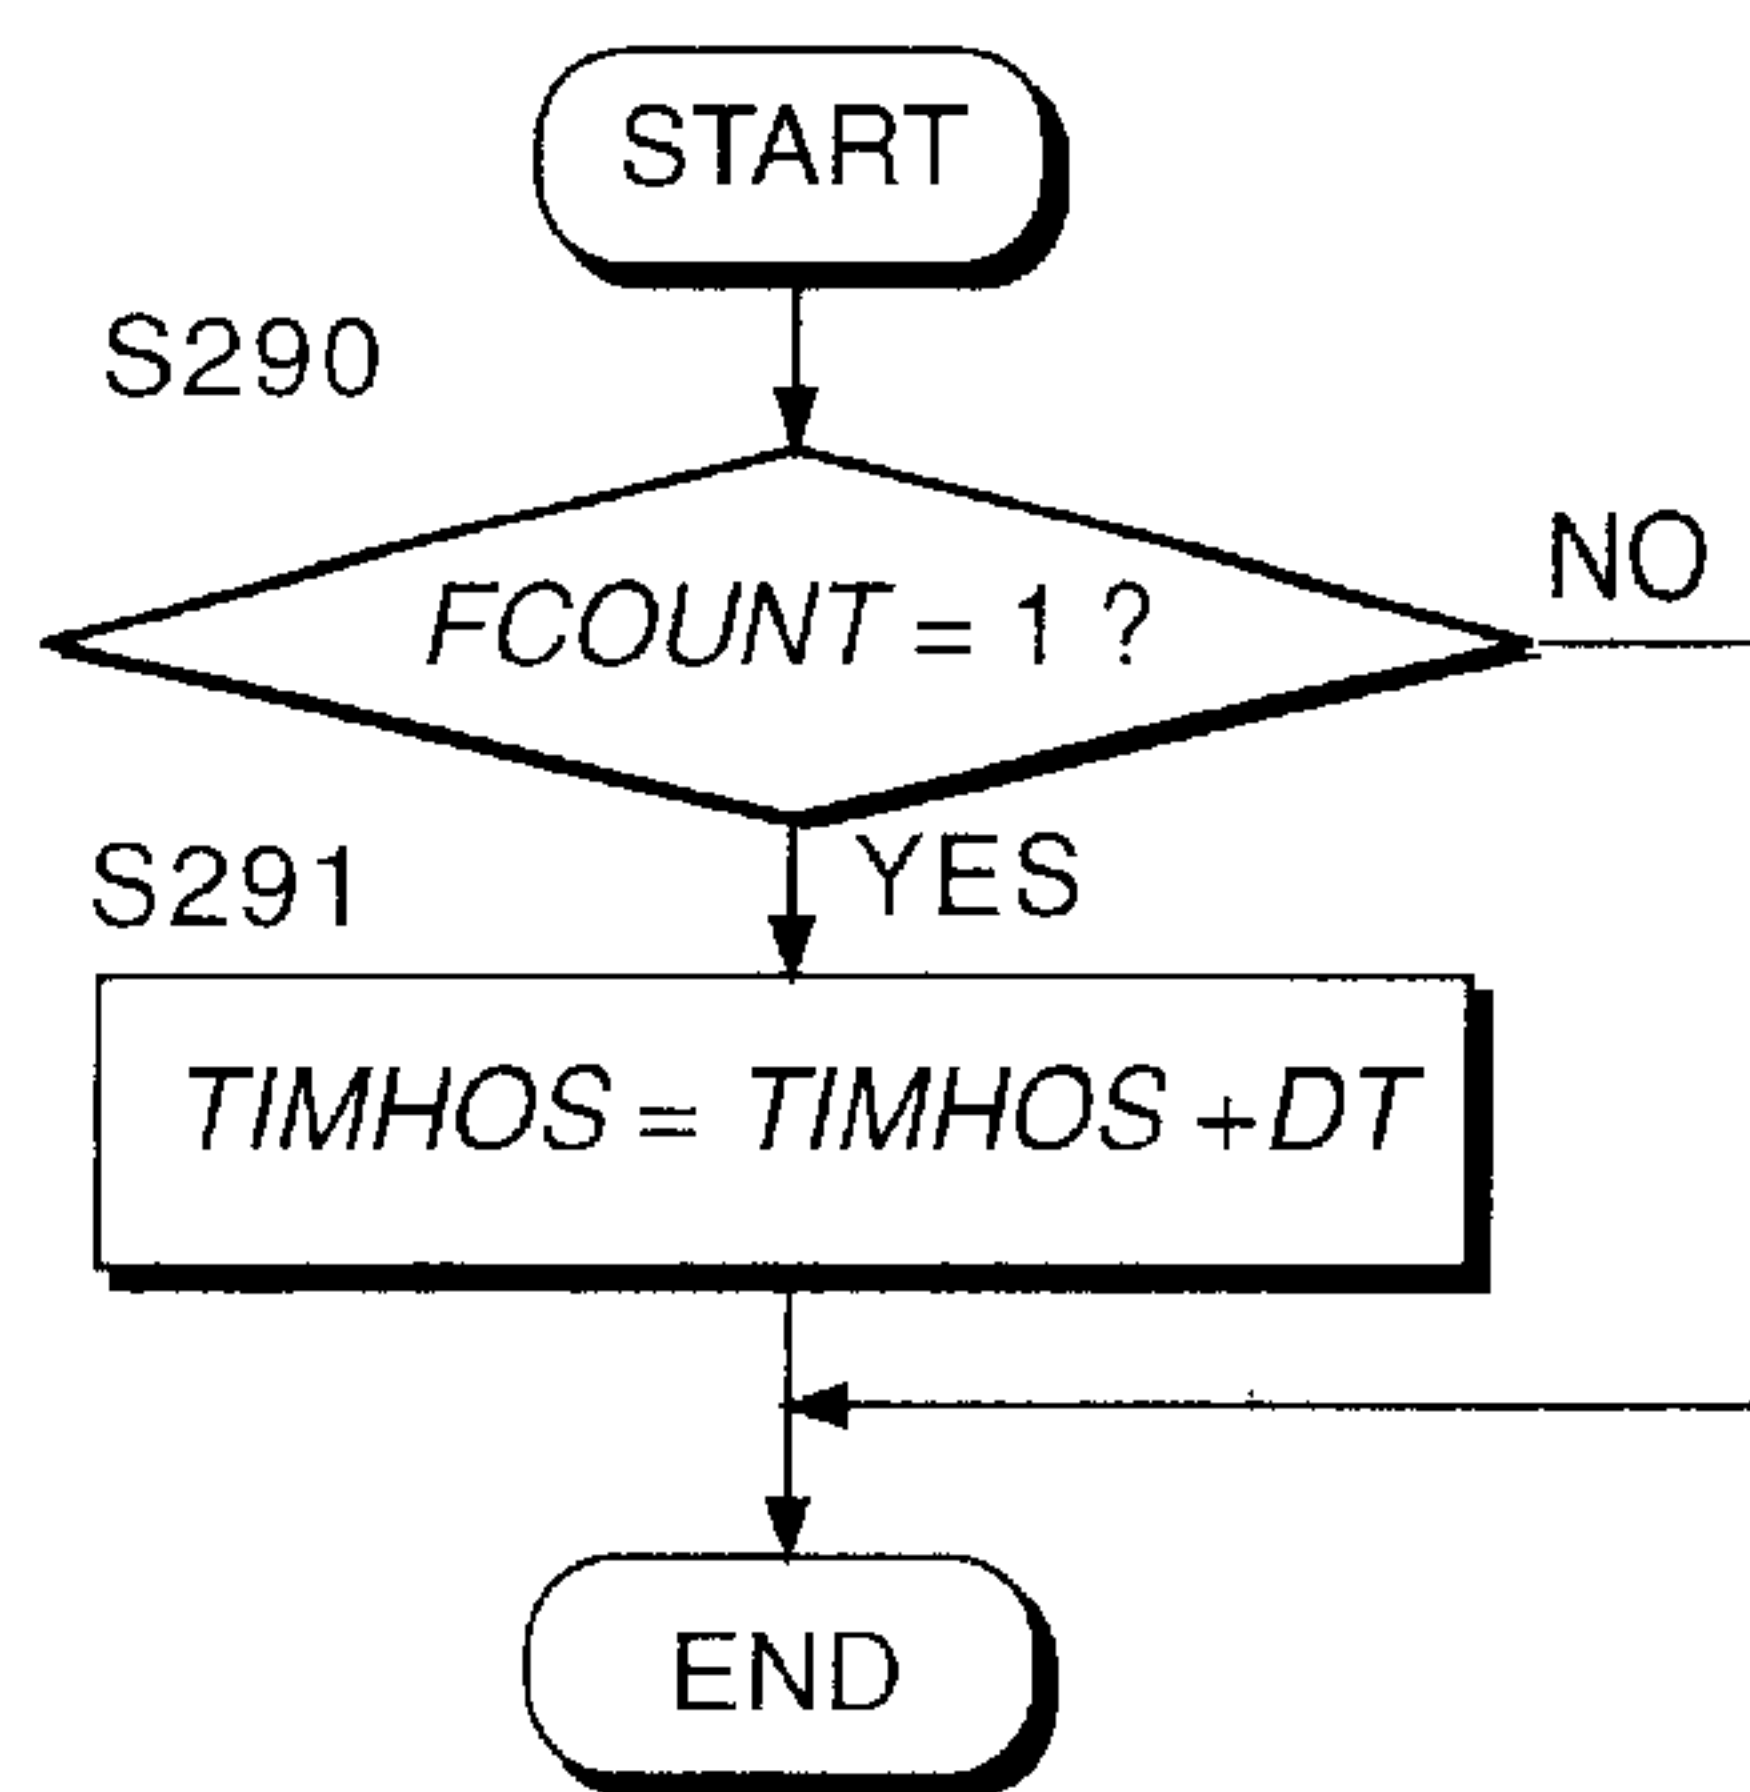 START
S290
FCOUNT = 1 ?
NO
S291
YES
TIMHOS = TIMHOS +DT
END